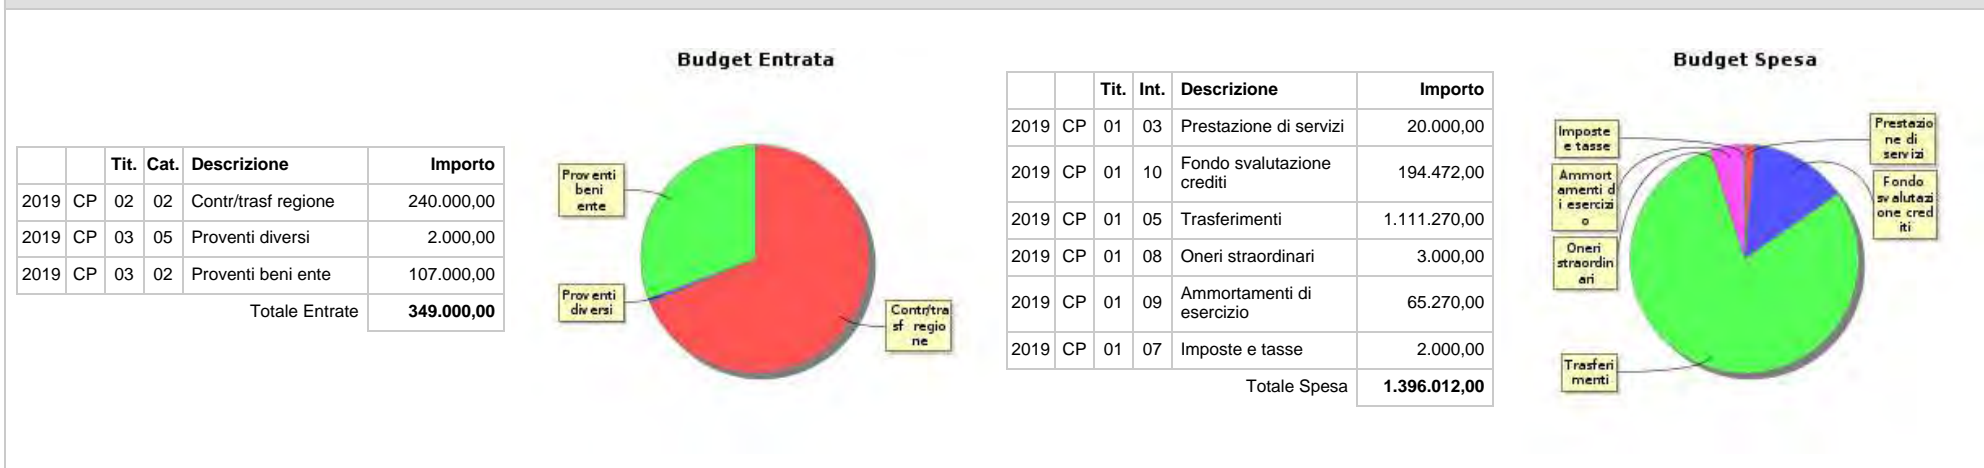 Budget Entrata
Tit. Cat. Descrizione Importo
2019 CP 02 02 Contr/trasf regione 240.000,00
2019 CP 03 05 Proventi diversi 2.000,00
2019 CP 03 02 Proventi beni ente 107.000,00
Totale Entrate 349.000,00
Proventi
beni
ente
Proventi
diversi
Contr/tra
sf regio
ne
Tit. Int. Descrizione Importo
2019 CP 01 03 Prestazione di servizi 20.000,00
2019 CP 01 10 Fondo svalutazione
crediti 194.472,00
2019 CP 01 05 Trasferimenti 1.111.270,00
2019 CP 01 08 Oneri straordinari 3.000,00
2019 CP 01 09 Ammortamenti di
esercizio 65.270,00
2019 CP 01 07 Imposte e tasse 2.000,00
Totale Spesa 1.396.012,00
Budget Spesa
Imposte
e tasse
Ammort
amenti d
i esercizi
o
Oneri
straordin
ari
Trasferi
menti
Prestazio
ne di
servizi
Fondo
svalutazi
one cred
iti